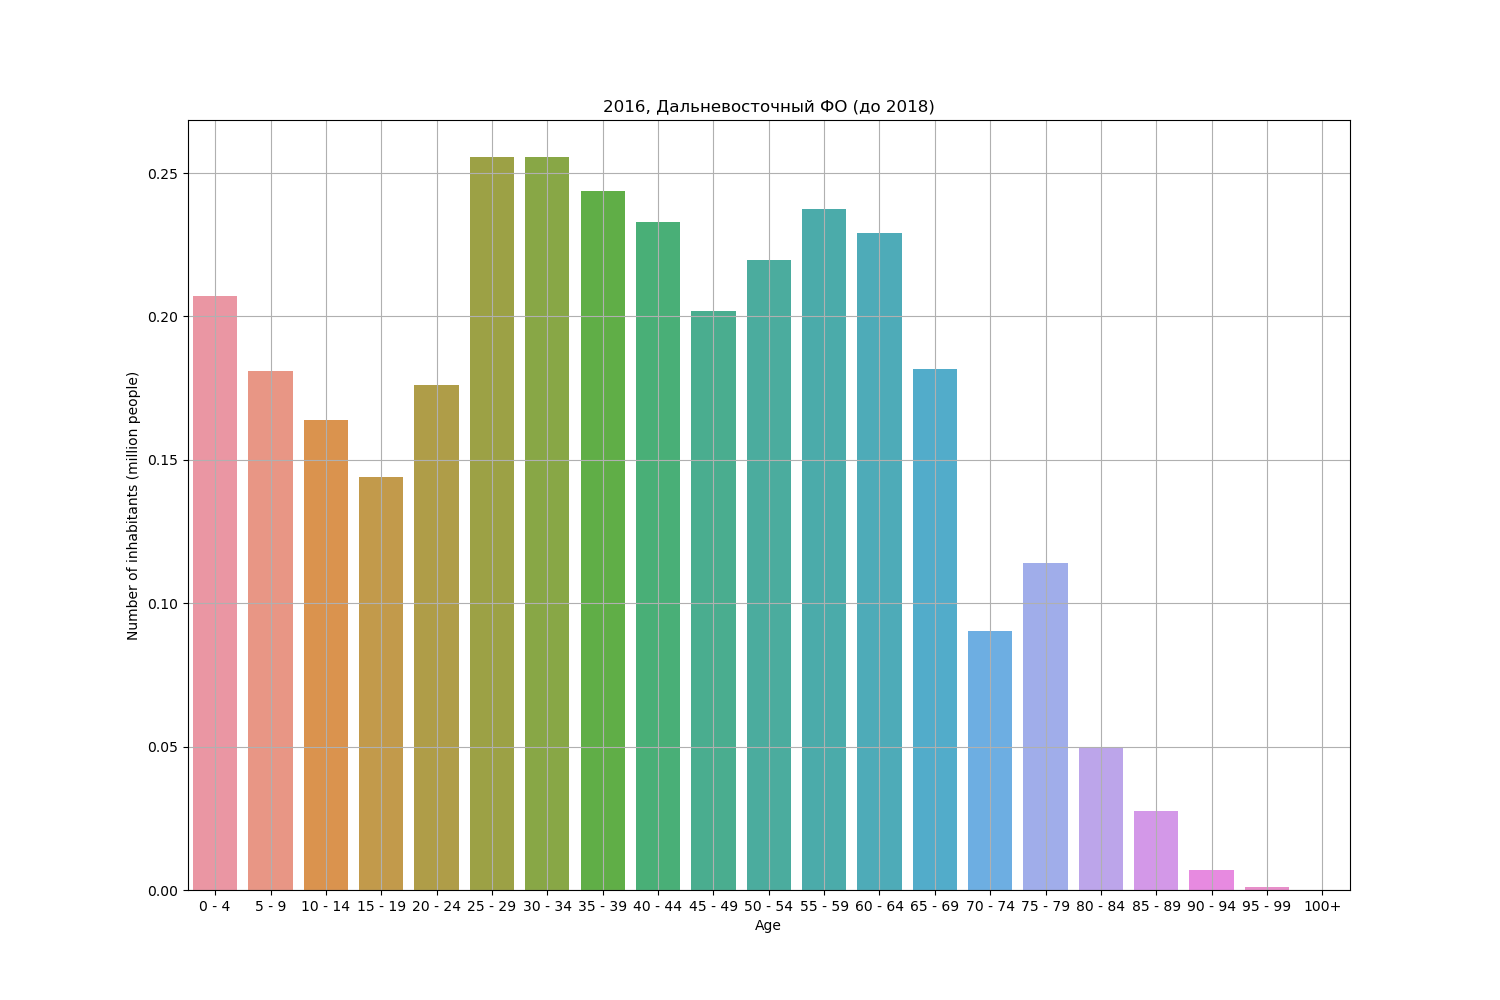 2016, Дальневосточный ФО (до 2018)
Number of inhabitants (million people)
0.25
0.20
0.15
0.10
0.05
0.00
0 - 4 5 - 9 10 - 14 15 - 19 20 - 24 25 - 29 30 - 34 35 - 39 40 - 44 45 - 49 50 - 54 55 - 59 60 - 64 65 - 69 70 - 74 75 - 79 80 - 84 85 - 89 90 - 94 95 - 99 100+
Age